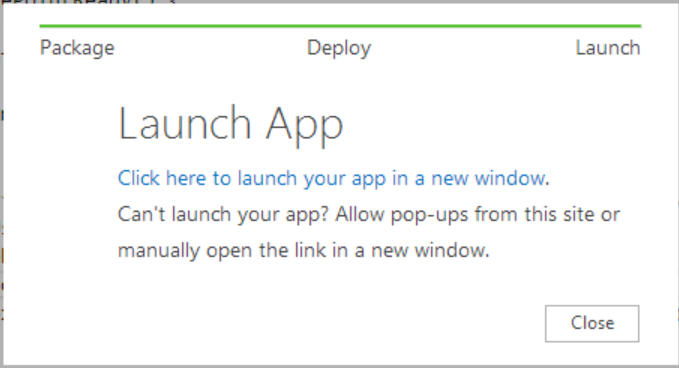 Package Deploy Launch
Launch App
Click here to launch your app in a new window.
Can't launch your app? Allow pop-ups from this site or
manually open the link in a new window.
Close